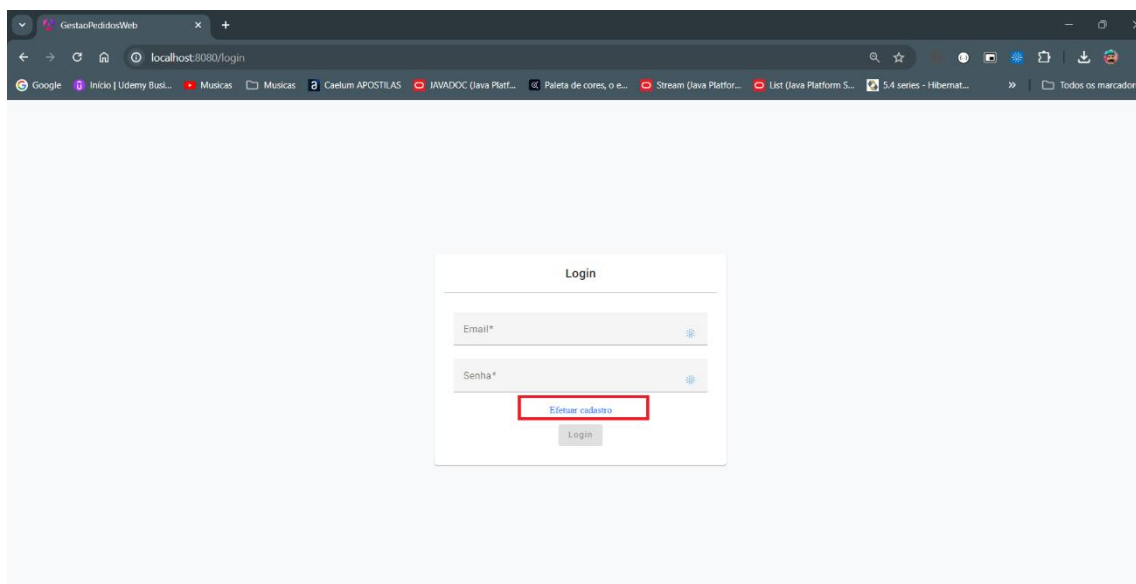 GestaoPedidosWeb
localhost:8080/login
Google Início | Udemy Busi... Musicas Musicas Caelum APOSTILAS JAVADOC (Java Platf... Paleta de cores, o e... Stream (Java Platfor... List (Java Platform S... 5.4 series - Hibernat... » Todos os marcador
Login
Email*
Senha*
Efetuar cadastro
Login